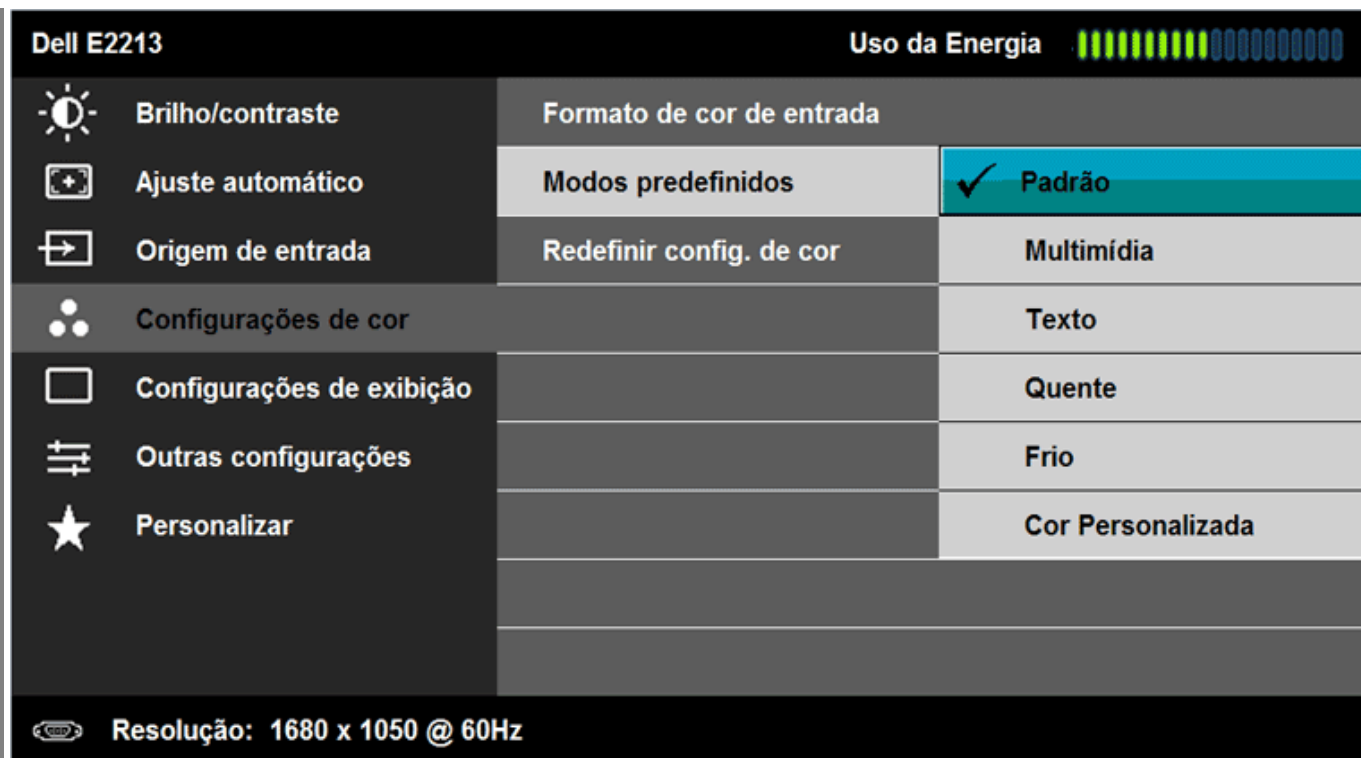 Dell E2213 Uso da Energia
Brilho/contraste Formato de cor de entrada
Ajuste automático Modos predefinidos Padrão
Origem de entrada Redefinir config. de cor Multimídia
Configurações de cor Texto
Configurações de exibição Quente
Outras configurações Frio
Personalizar Cor Personalizada
Resolução: 1680 x 1050 @ 60Hz